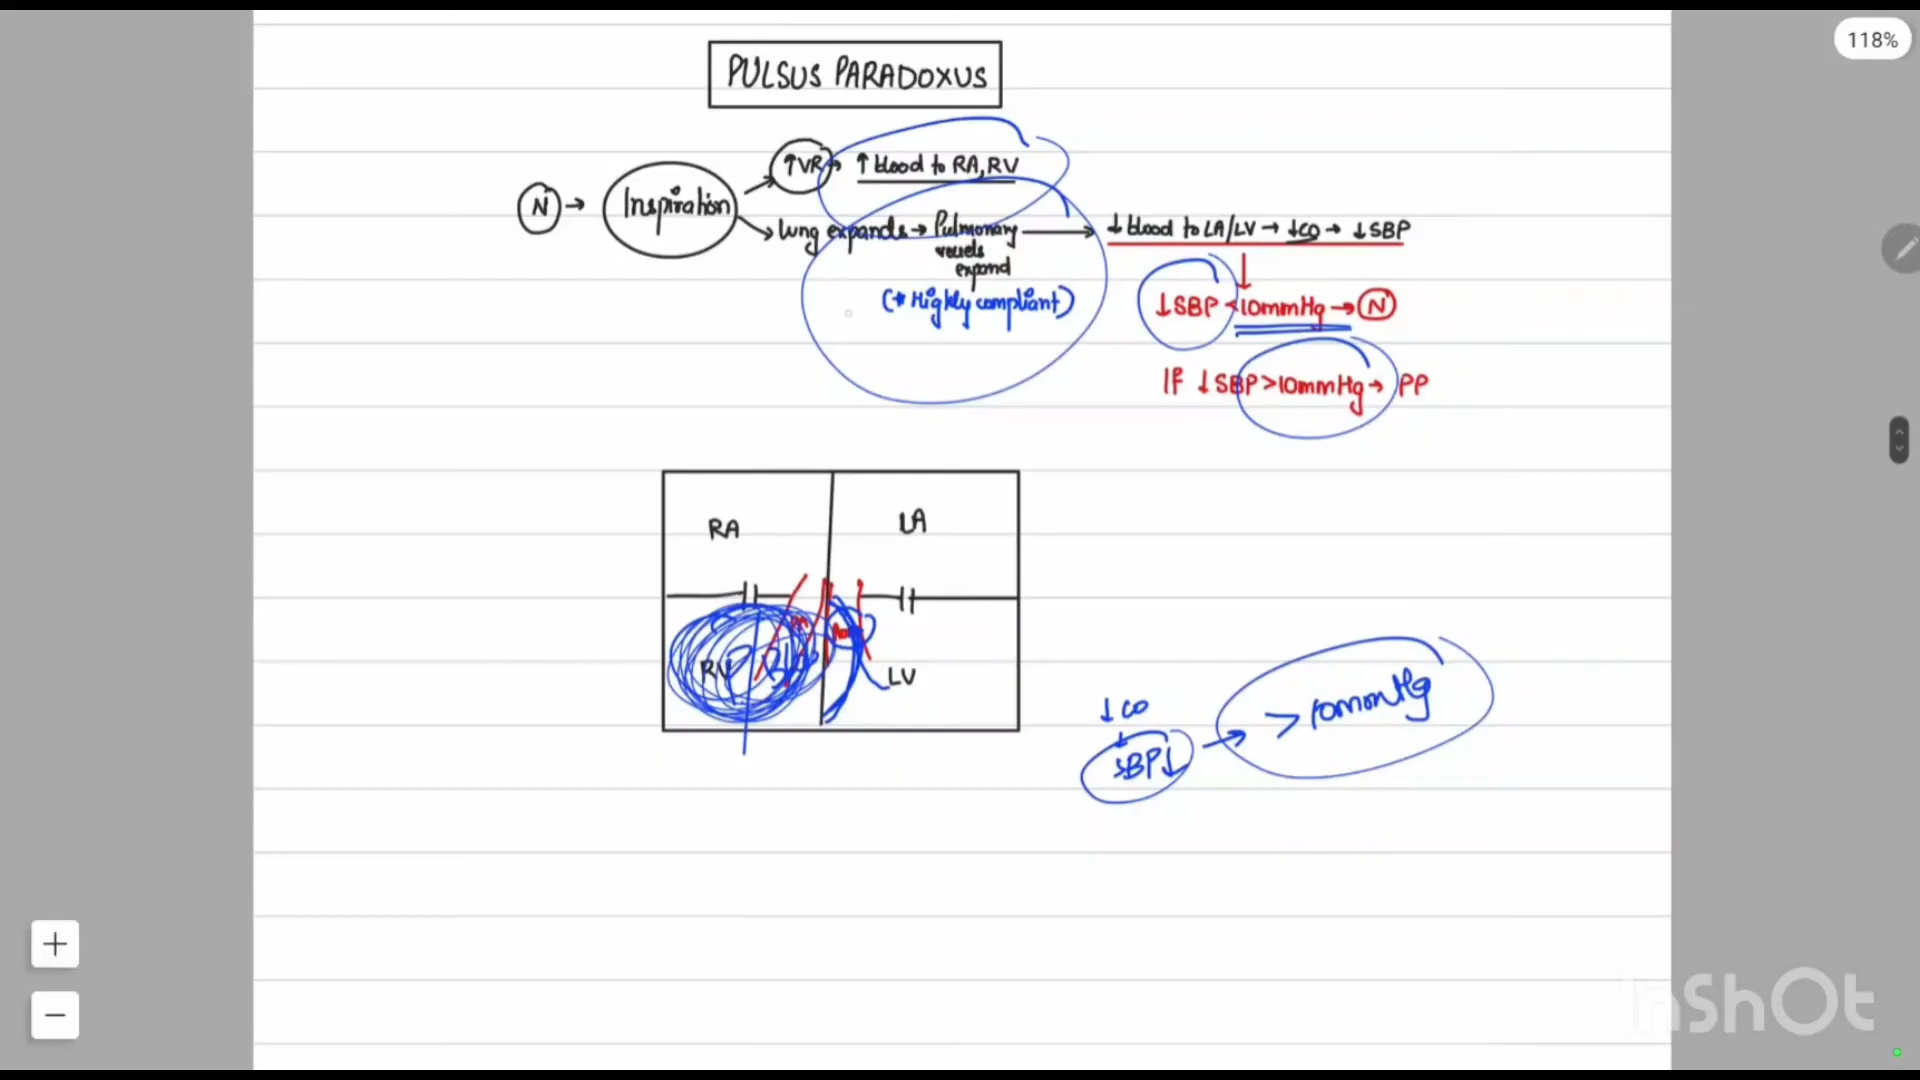 118%
PULSUS PARADOXUS
↑VR → ↑ blood to RA, RV
N → Inspiration
Lung expands → Pulmonary vessels expand → ↓ blood to LA/LV → ↓CO → ↓SBP
(* Highly compliant)
↓SBP <10mmHg → N
If ↓SBP >10mmHg → PP
RA
LA
RV
LV
↓CO
↓
SBP↓ → >10mmHg
InShOt